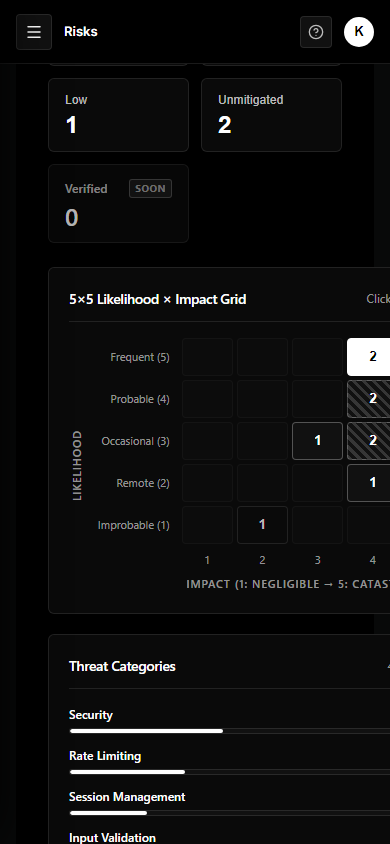 Risks
K
Low
Unmitigated
1
2
Verified
SOON
0
5×5 Likelihood × Impact Grid
Click
Frequent (5)
2
Probable (4)
2
Occasional (3)
1
2
LIKELIHOOD
Remote (2)
1
Improbable (1)
1
1
2
3
4
IMPACT (1: NEGLIGIBLE → 5: CATAS
Threat Categories
Security
Rate Limiting
Session Management
Input Validation